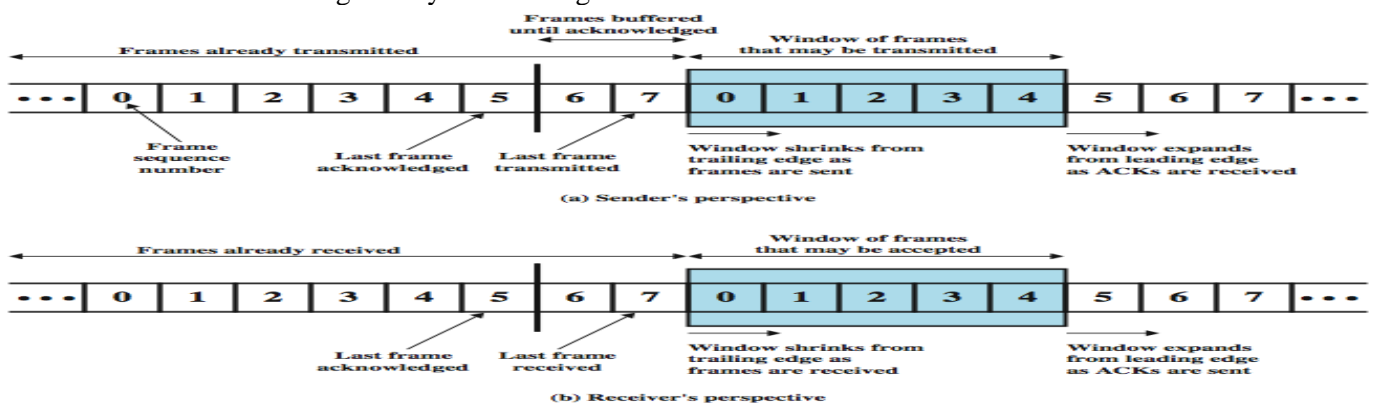 Frames buffered
until acknowledged
Frames already transmitted
Window of frames
that may be transmitted
••• 0 1 2 3 4 5 6 7 0 1 2 3 4 5 6 7 •••
Frame
sequence
number
Last frame
acknowledged
Last frame
transmitted
Window shrinks from
trailing edge as
frames are sent
Window expands
from leading edge
as ACKs are received
(a) Sender's perspective
Frames already received
Window of frames
that may be accepted
••• 0 1 2 3 4 5 6 7 0 1 2 3 4 5 6 7 •••
Last frame
acknowledged
Last frame
received
Window shrinks from
trailing edge as
frames are received
Window expands
from leading edge
as ACKs are sent
(b) Receiver's perspective